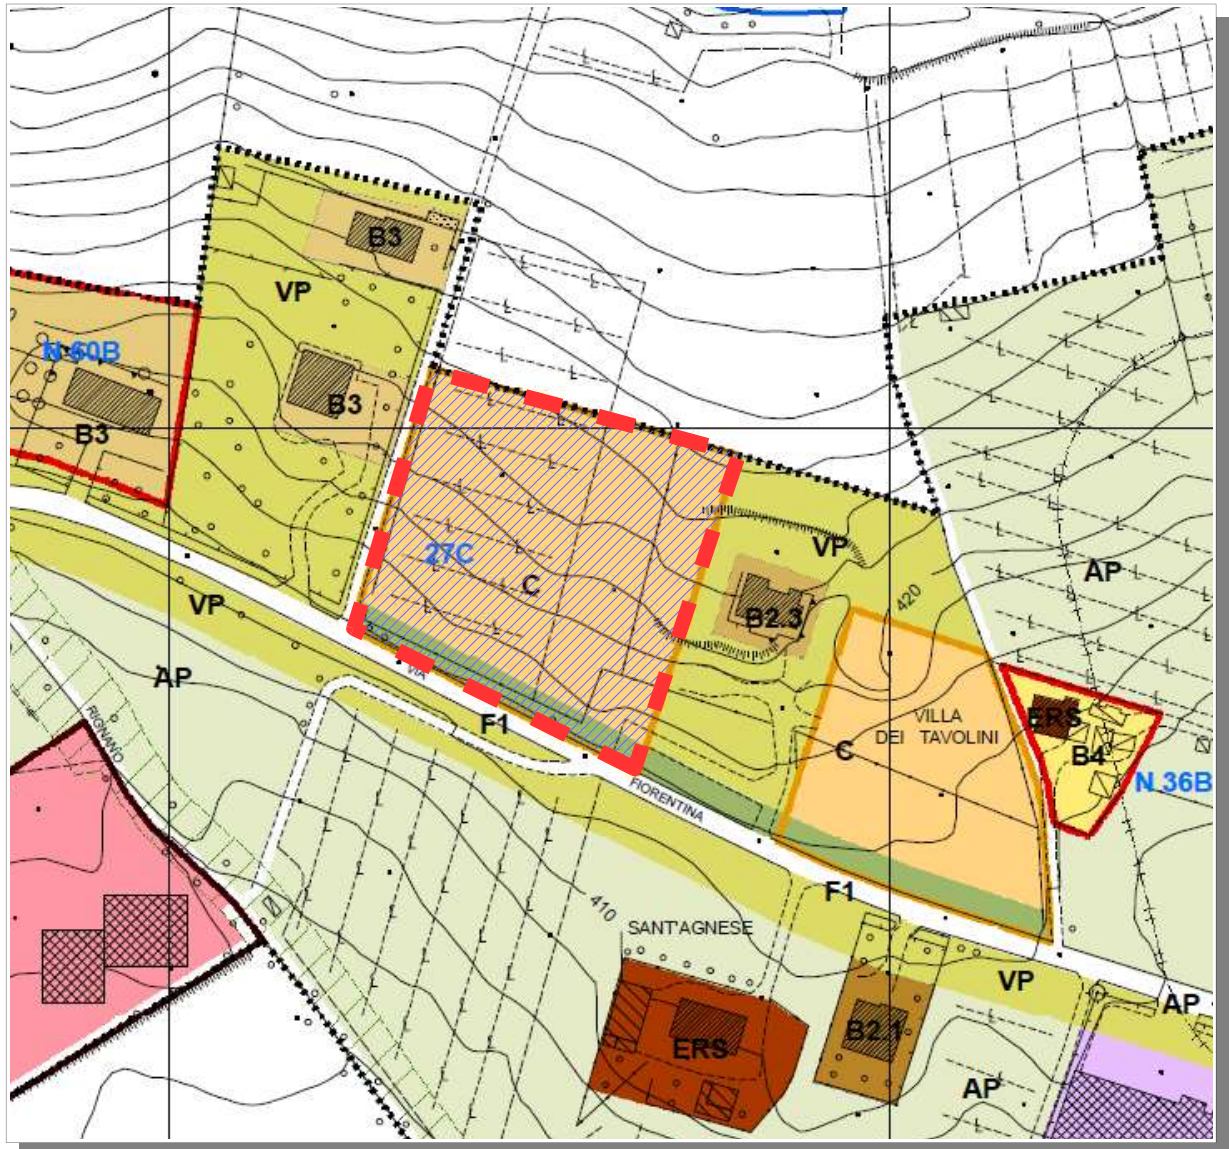 B3
VP
N 60B
B3
B3
27C
C
VP
B2.3
420
AP
VP
AP
RIGNANO
VIA
F1
FIORENTINA
VILLA
DEI TAVOLINI
C
ERS
B4
N 36B
F1
410
SANT'AGNESE
VP
AP
B2.1
ERS
AP